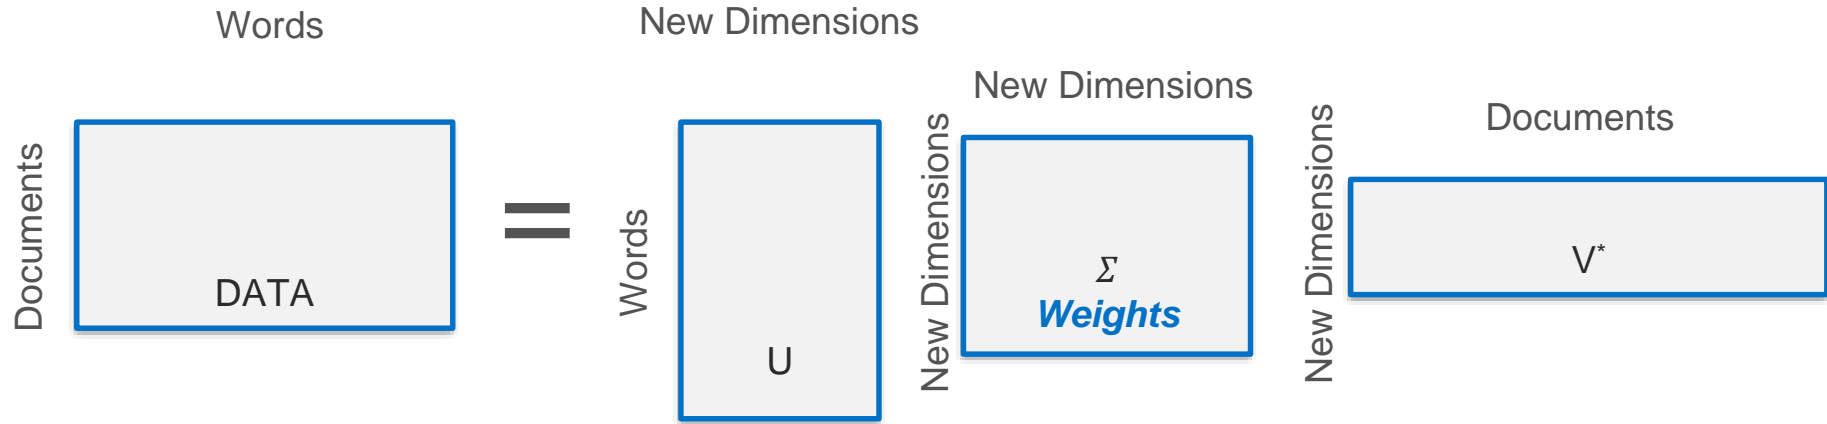 Words
New Dimensions
New Dimensions
Documents
Documents
DATA
=
Words
U
New Dimensions
Σ
Weights
New Dimensions
V*